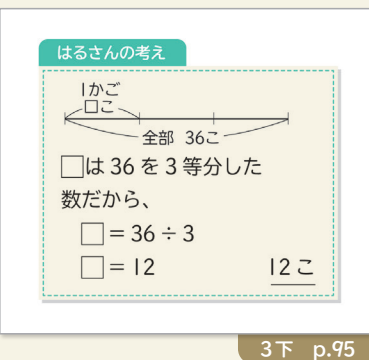 はるさんの考え
1かご
□こ
全部 36こ
□は36を3等分した
数だから、
□＝36÷3
□＝12 12こ
3下 p.95